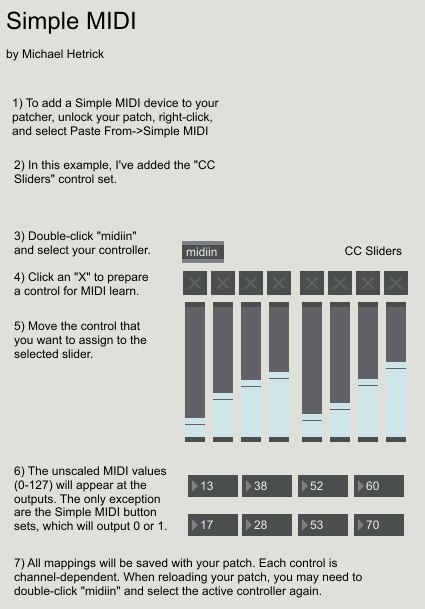 Simple MIDI
by Michael Hetrick
1) To add a Simple MIDI device to your
patcher, unlock your patch, right-click,
and select Paste From->Simple MIDI
2) In this example, I've added the "CC
Sliders" control set.
3) Double-click "midiin"
and select your controller.
midiin
CC Sliders
4) Click an "X" to prepare
a control for MIDI learn.
5) Move the control that
you want to assign to the
selected slider.
6) The unscaled MIDI values
(0-127) will appear at the
outputs. The only exception
are the Simple MIDI button
sets, which will output 0 or 1.
13 38 52 60
17 28 53 70
7) All mappings will be saved with your patch. Each control is
channel-dependent. When reloading your patch, you may need to
double-click "midiin" and select the active controller again.